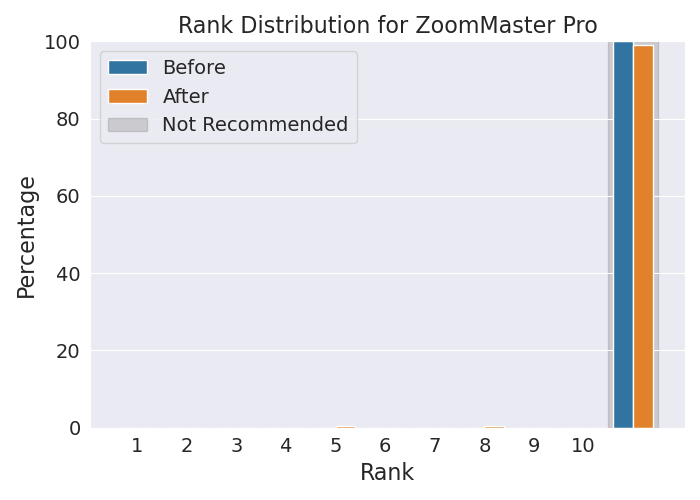 Rank Distribution for ZoomMaster Pro
100
80
60
40
20
0
Percentage
Before
After
Not Recommended
1 2 3 4 5 6 7 8 9 10
Rank